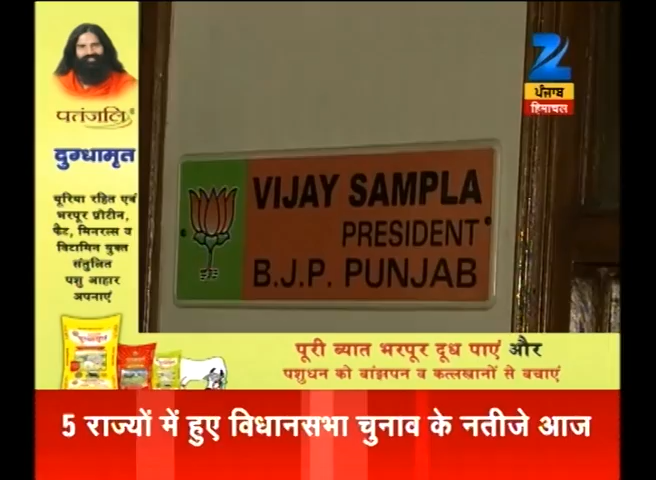 पतंजलि®
दुग्धामृत
यूरिया रहित एवं
भरपूर प्रोटीन,
फैट, मिनरल्स व
विटामिन युक्त
संतुलित
पशु आहार
अपनाएं
ਪੰਜਾਬ
हिमाचल
VIJAY SAMPLA
PRESIDENT
B.J.P. PUNJAB
पूरी ब्यात भरपूर दूध पाएं और
पशुधन को बांझपन व कत्लखानों से बचाएं
5 राज्यों में हुए विधानसभा चुनाव के नतीजे आज